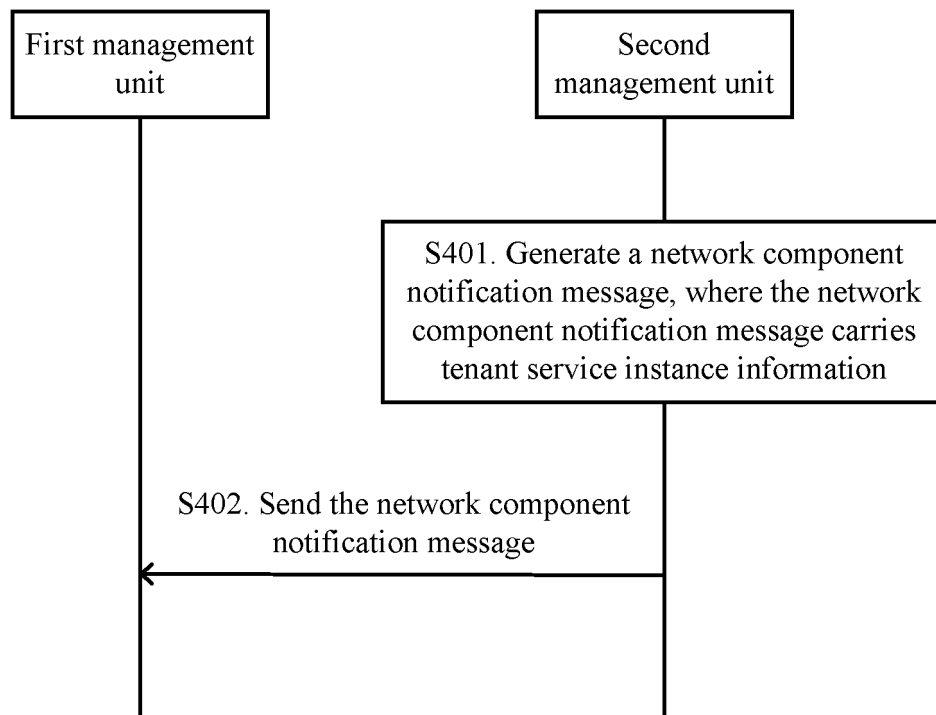 First management
unit
Second
management unit
S401. Generate a network component
notification message, where the network
component notification message carries
tenant service instance information
S402. Send the network component
notification message